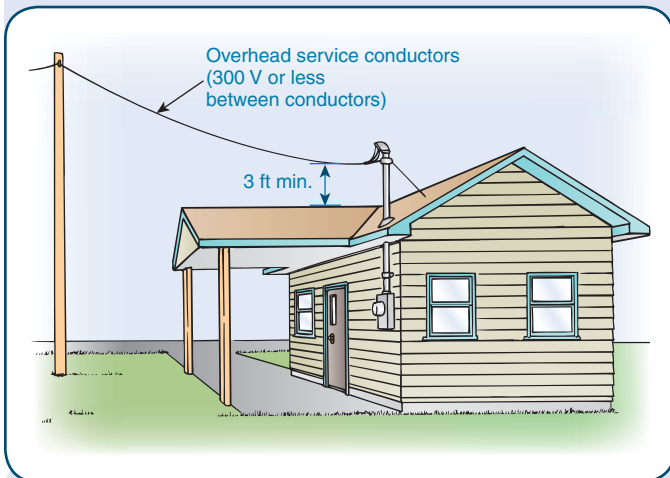 Overhead service conductors
(300 V or less
between conductors)
3 ft min.